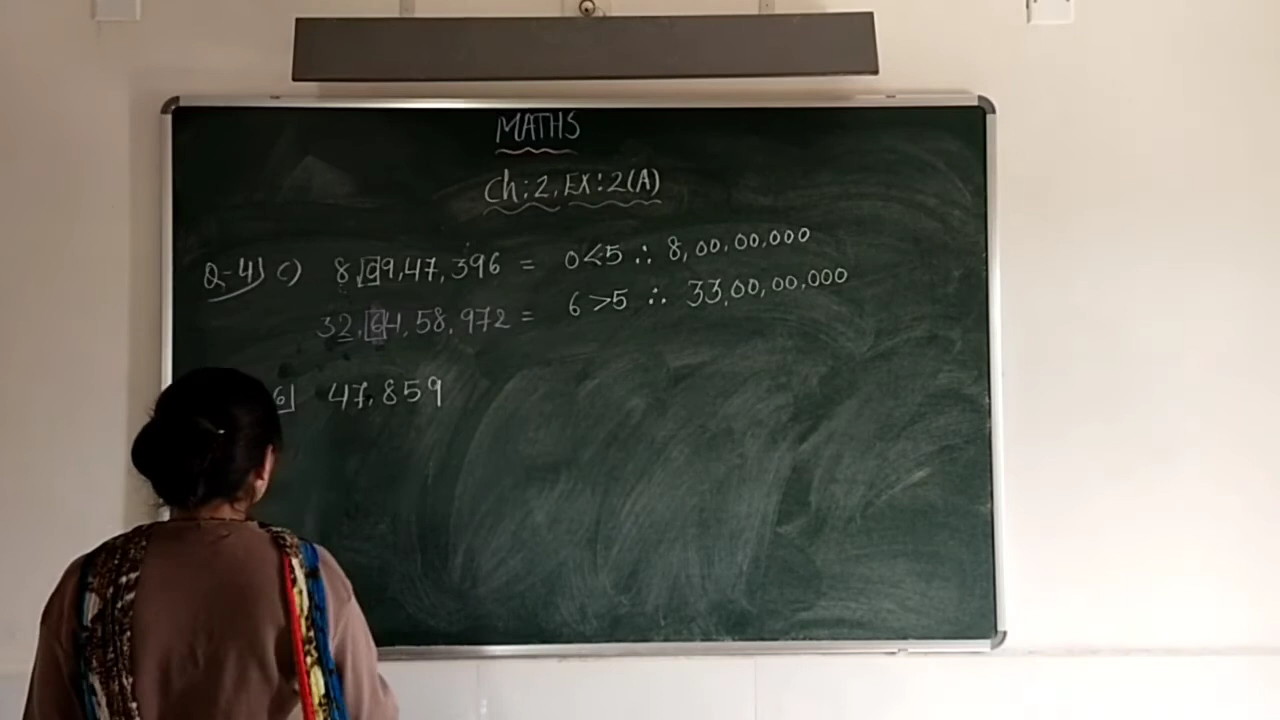 MATHS
Ch:2, EX:2(A)
Q-4] c) 8,09,47,396 = 0<5 ∴ 8,00,00,000
32,64,58,972 = 6>5 ∴ 33,00,00,000
6] 47,859